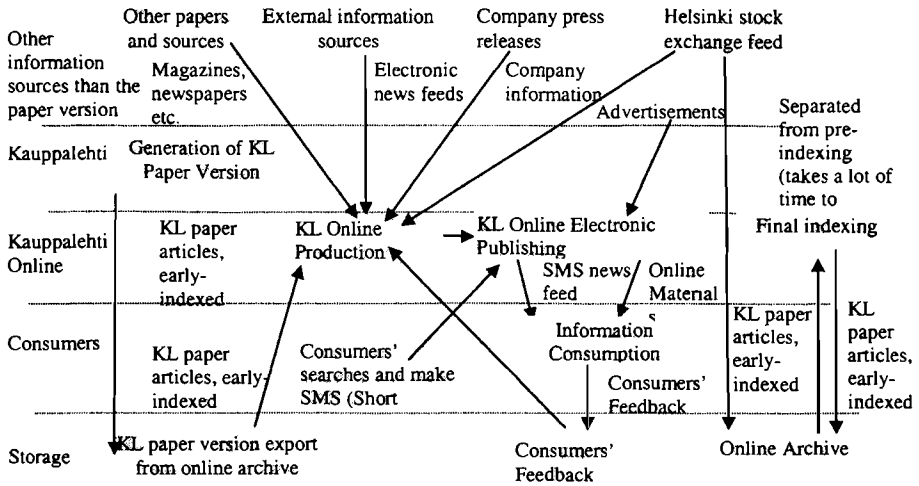 Other
information
sources than the
paper version
Other papers
and sources
External information
sources
Company press
releases
Helsinki stock
exchange feed
Magazines,
newspapers
etc.
Electronic
news feeds
Company
information
Advertisements
Separated
from pre-
indexing
(takes a lot of
time to
Kauppalehti
Generation of KL
Paper Version
Kauppalehti
Online
KL paper
articles,
early-
indexed
KL Online
Production
KL Online Electronic
Publishing
Final indexing
SMS news
feed
Online
Material
s
Consumers
KL paper
articles, early-
indexed
Consumers'
searches and make
SMS (Short
Information
Consumption
Consumers'
Feedback
KL paper
articles,
early-
indexed
KL
paper
articles,
early-
indexed
Storage
KL paper version export
from online archive
Consumers'
Feedback
Online Archive